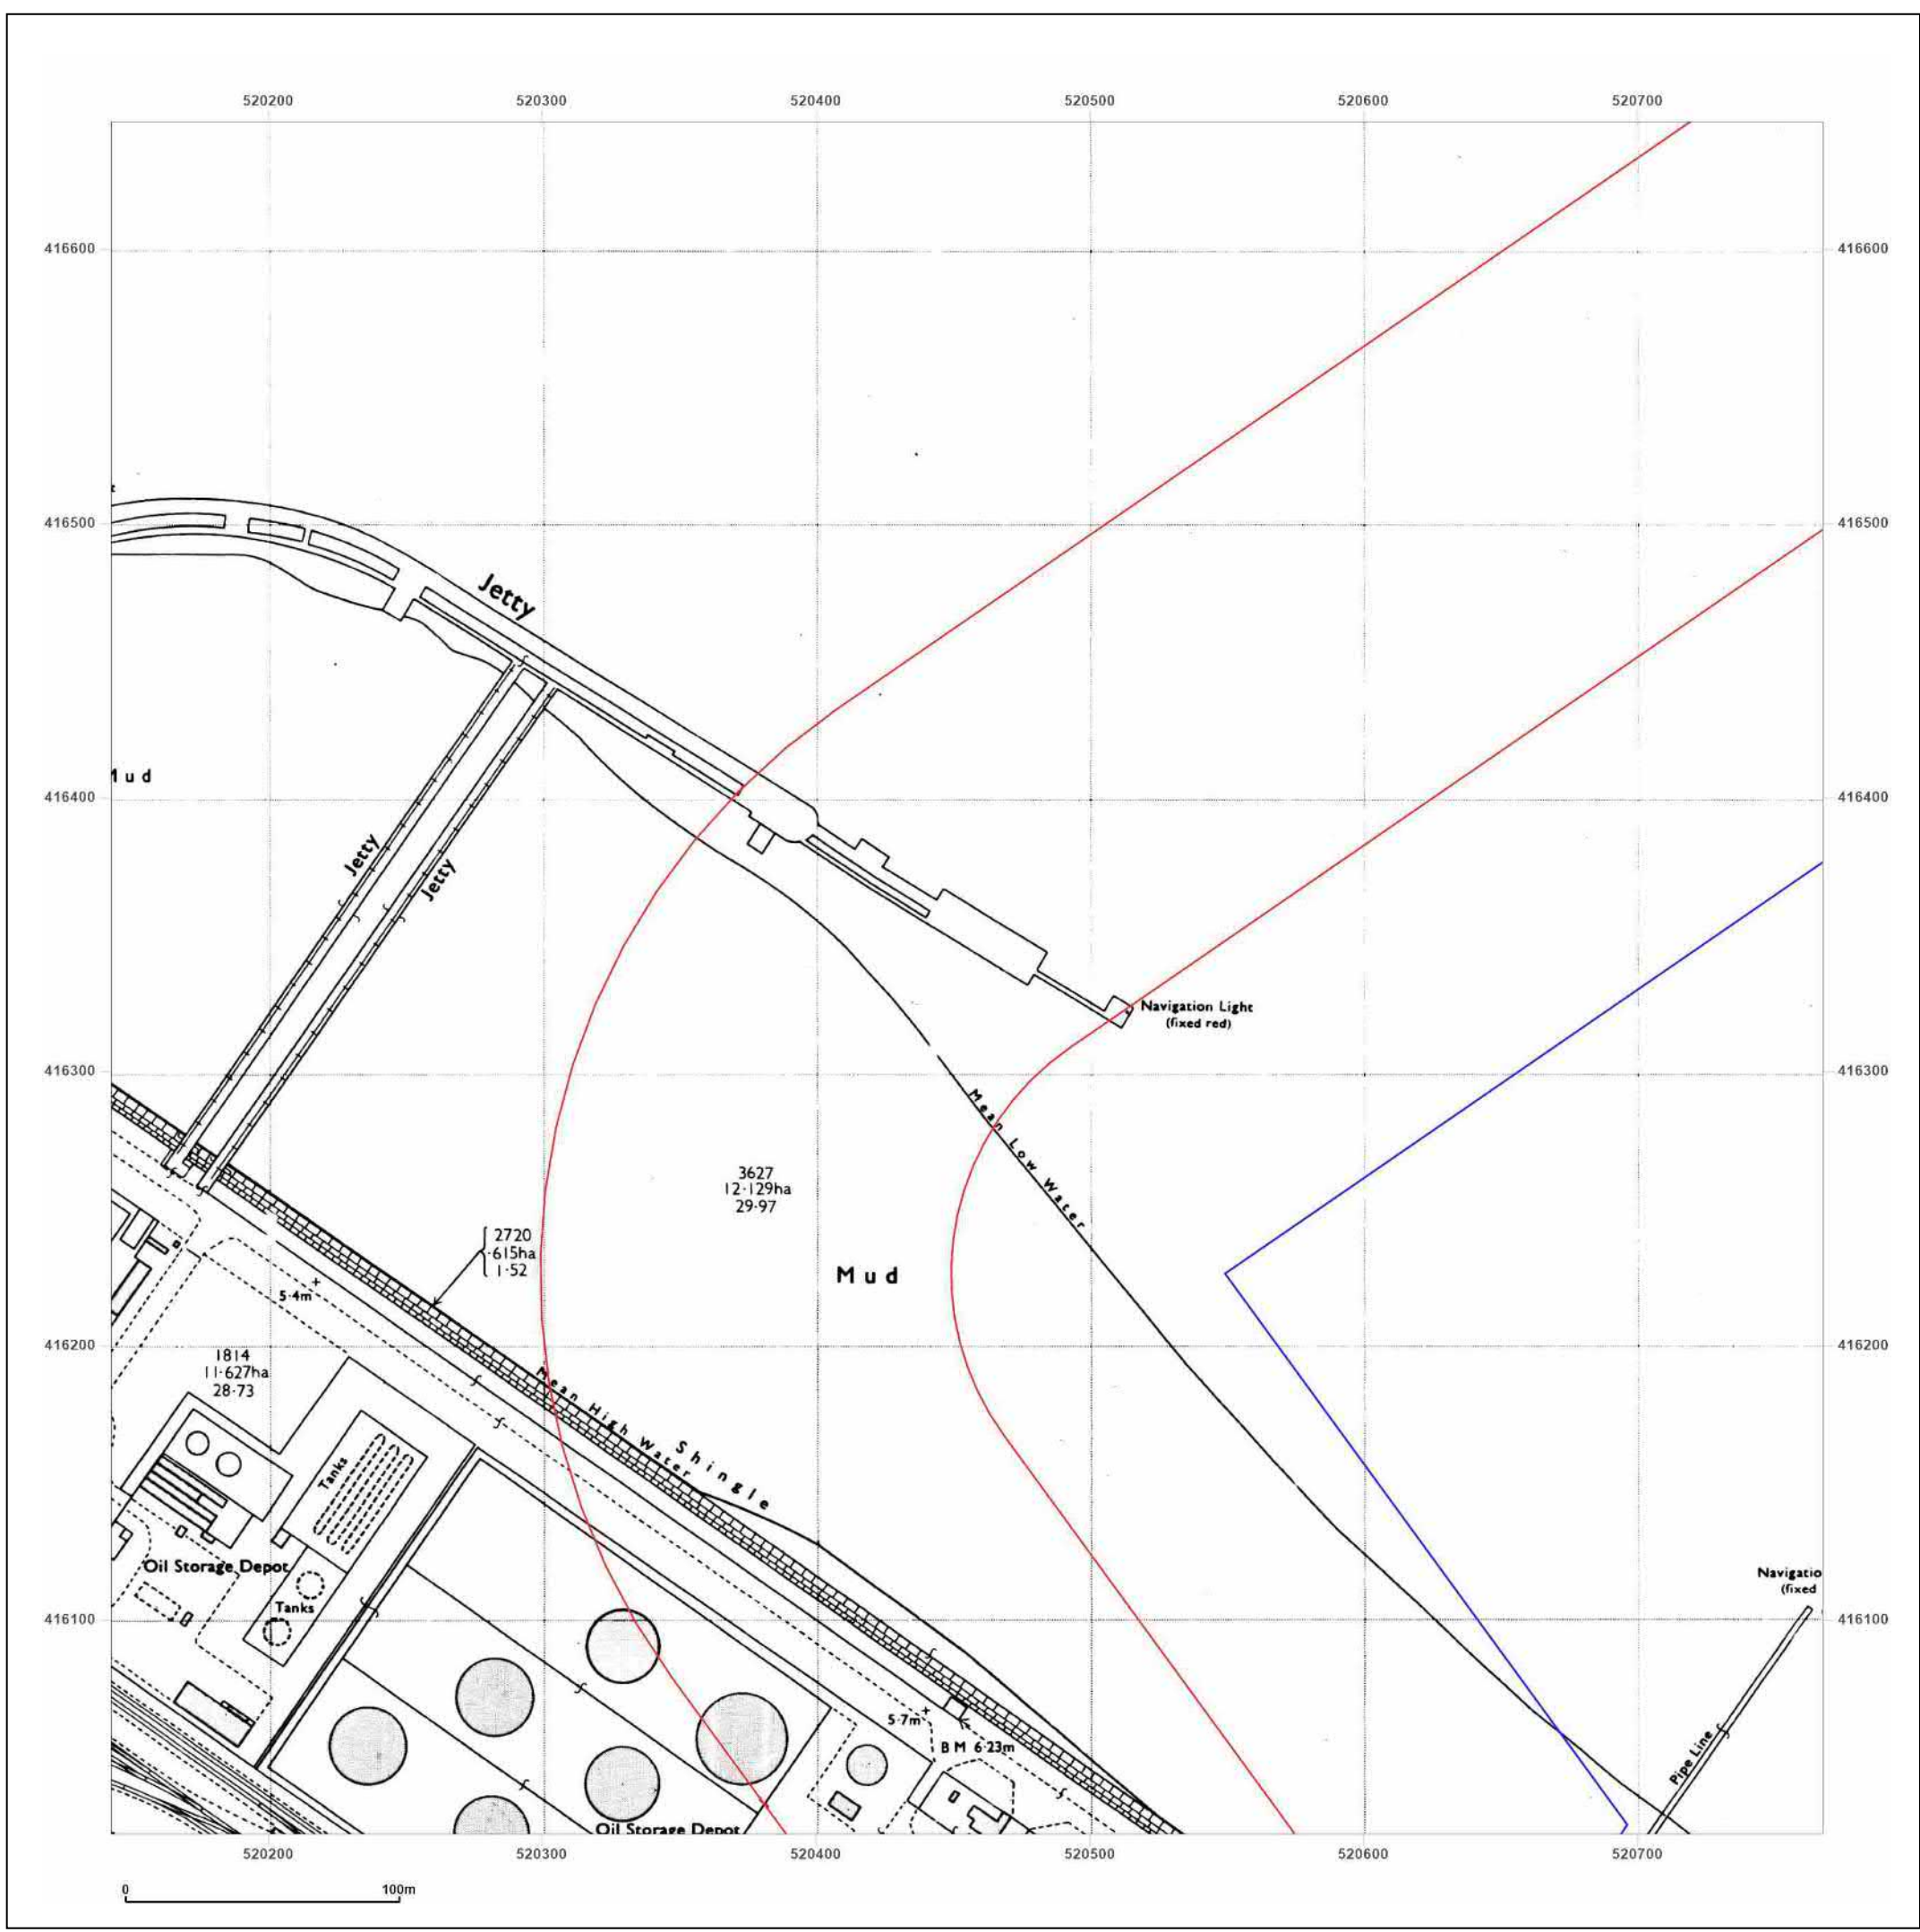 520200 520300 520400 520500 520600 520700
416600 416600
416500 416500
Jetty
416400 416400
Mud
Jetty
Jetty
Navigation Light
(fixed red)
416300 416300
Mean Low Water
3627
12·129ha
29·97
2720
·615ha
1·52
Mud
5·4m
416200 416200
1814
11·627ha
28·73
Mean High Water
Shingle
Tanks
Oil Storage Depot
Navigatio
(fixed
Tanks
416100 416100
5·7m
B M 6·23m
Pipe Line
Oil Storage Depot
520200 520300 520400 520500 520600 520700
0 100m